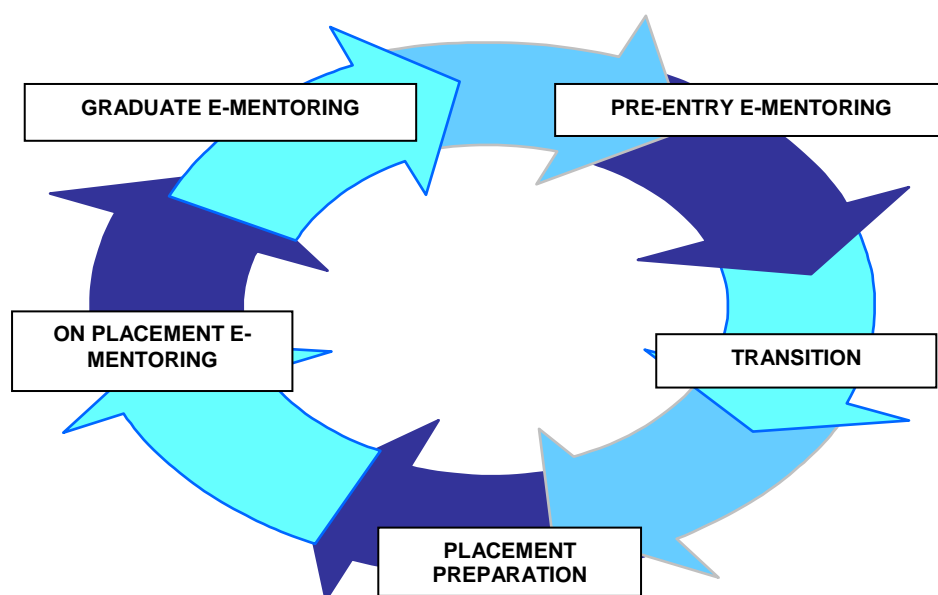 GRADUATE E-MENTORING
PRE-ENTRY E-MENTORING
ON PLACEMENT E-
MENTORING
TRANSITION
PLACEMENT
PREPARATION